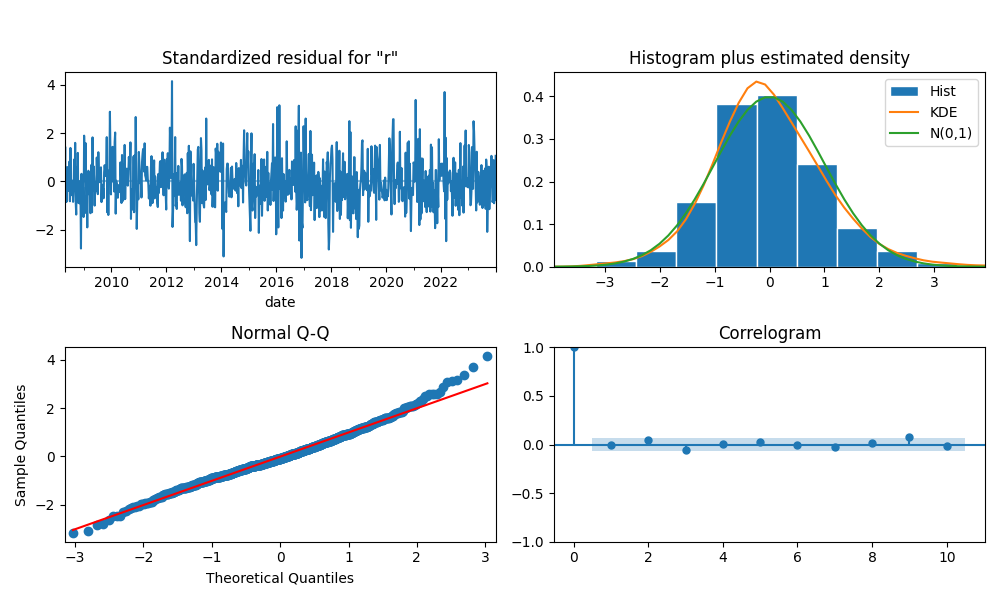 Standardized residual for "r"
4
2
0
−2
2010 2012 2014 2016 2018 2020 2022
date
Histogram plus estimated density
0.4
0.3
0.2
0.1
0.0
Hist
KDE
N(0,1)
−3 −2 −1 0 1 2 3
Normal Q-Q
Sample Quantiles
4
2
0
−2
−3 −2 −1 0 1 2 3
Theoretical Quantiles
Correlogram
1.0
0.5
0.0
−0.5
−1.0
0 2 4 6 8 10